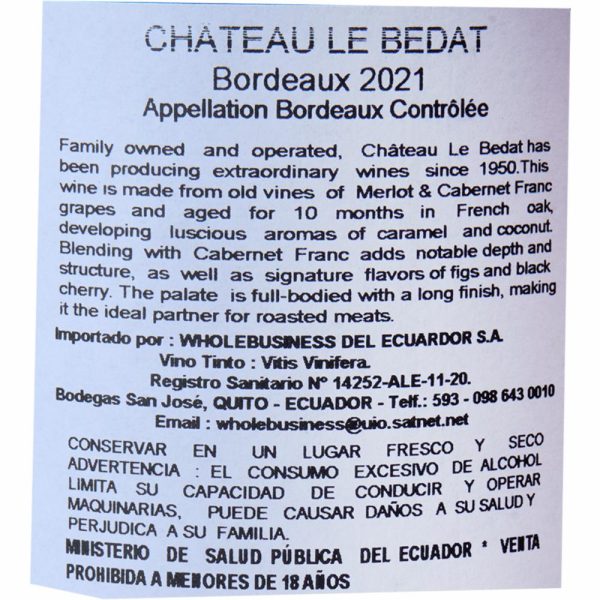 CHÂTEAU LE BEDAT
Bordeaux 2021
Appellation Bordeaux Contrôlée
Family owned and operated, Château Le Bedat has
been producing extraordinary wines since 1950.This
wine is made from old vines of Merlot & Cabernet Franc
grapes and aged for 10 months in French oak,
developing luscious aromas of caramel and coconut.
Blending with Cabernet Franc adds notable depth and
structure, as well as signature flavors of figs and black
cherry. The palate is full-bodied with a long finish, making
it the ideal partner for roasted meats.
Importado por : WHOLEBUSINESS DEL ECUARDOR S.A.
Vino Tinto : Vitis Vinifera.
Registro Sanitario Nº 14252-ALE-11-20.
Bodegas San José, QUITO - ECUADOR - Telf.: 593 - 098 643 0010
Email : wholebusiness@uio.satnet.net
CONSERVAR EN UN LUGAR FRESCO Y SECO
ADVERTENCIA : EL CONSUMO EXCESIVO DE ALCOHOL
LIMITA SU CAPACIDAD DE CONDUCIR Y OPERAR
MAQUINARIAS, PUEDE CAUSAR DAÑOS A SU SALUD Y
PERJUDICA A SU FAMILIA.
MINISTERIO DE SALUD PÚBLICA DEL ECUADOR * VENTA
PROHIBIDA A MENORES DE 18 AÑOS